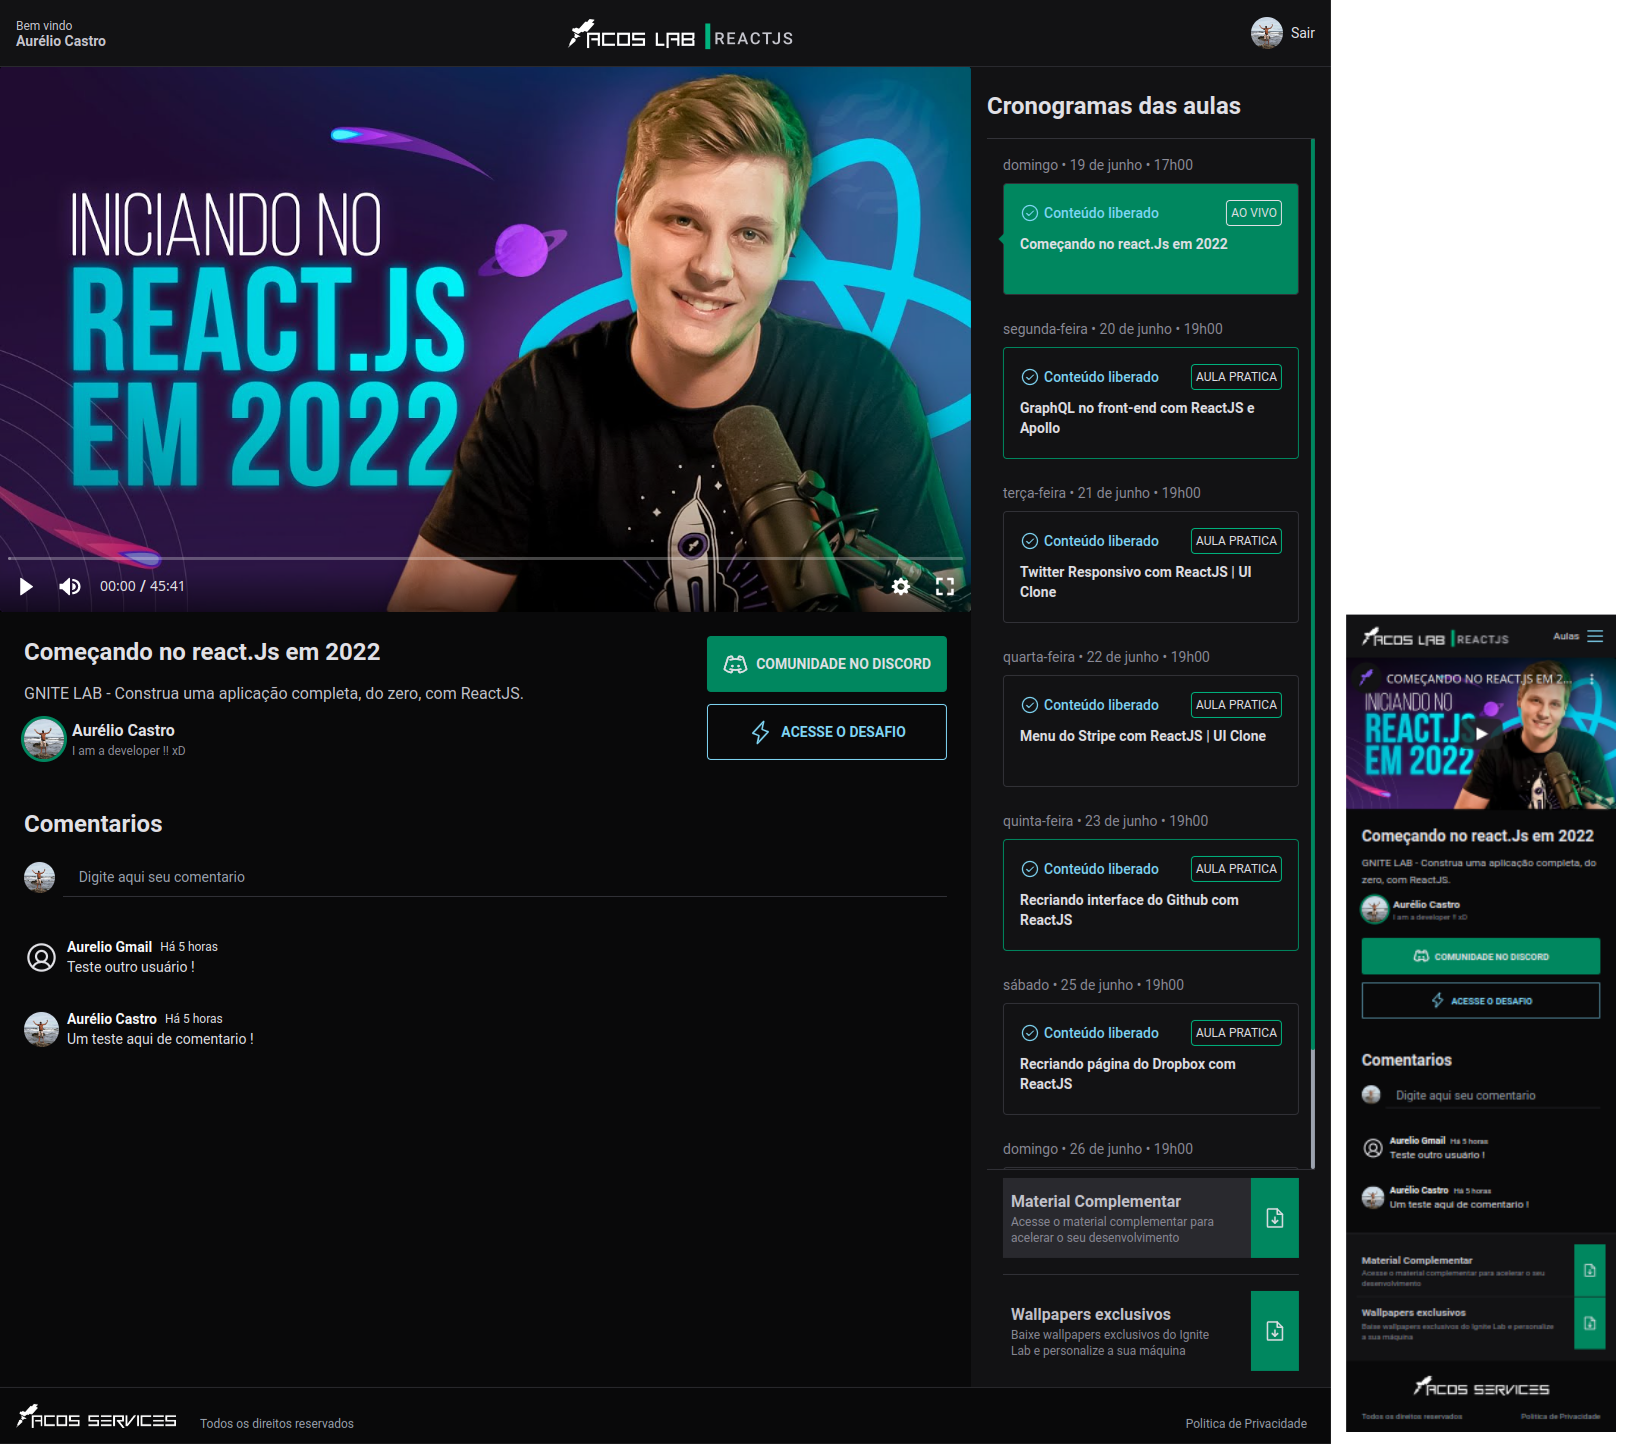 Bem vindo
Aurélio Castro
ACOS LAB | REACTJS
Sair
INICIANDO NO
REACT.JS
EM 2022
00:00 / 45:41
Começando no react.Js em 2022
GNITE LAB - Construa uma aplicação completa, do zero, com ReactJS.
Aurélio Castro
I am a developer !! xD
COMUNIDADE NO DISCORD
ACESSE O DESAFIO
Comentarios
Digite aqui seu comentario
Aurelio Gmail Há 5 horas
Teste outro usuário !
Aurélio Castro Há 5 horas
Um teste aqui de comentario !
Cronogramas das aulas
domingo • 19 de junho • 17h00
Conteúdo liberado AO VIVO
Começando no react.Js em 2022
segunda-feira • 20 de junho • 19h00
Conteúdo liberado AULA PRATICA
GraphQL no front-end com ReactJS e
Apollo
terça-feira • 21 de junho • 19h00
Conteúdo liberado AULA PRATICA
Twitter Responsivo com ReactJS | UI
Clone
quarta-feira • 22 de junho • 19h00
Conteúdo liberado AULA PRATICA
Menu do Stripe com ReactJS | UI Clone
quinta-feira • 23 de junho • 19h00
Conteúdo liberado AULA PRATICA
Recriando interface do Github com
ReactJS
sábado • 25 de junho • 19h00
Conteúdo liberado AULA PRATICA
Recriando página do Dropbox com
ReactJS
domingo • 26 de junho • 19h00
Material Complementar
Acesse o material complementar para
acelerar o seu desenvolvimento
Wallpapers exclusivos
Baixe wallpapers exclusivos do Ignite
Lab e personalize a sua máquina
ACOS SERVICES
Todos os direitos reservados
Politica de Privacidade
ACOS LAB | REACTJS
Aulas
COMEÇANDO NO REACT.JS EM 2...
INICIANDO NO
REACT.JS
EM 2022
Começando no react.Js em 2022
GNITE LAB - Construa uma aplicação completa, do
zero, com ReactJS.
Aurélio Castro
I am a developer !! xD
COMUNIDADE NO DISCORD
ACESSE O DESAFIO
Comentarios
Digite aqui seu comentario
Aurelio Gmail Há 5 horas
Teste outro usuário !
Aurélio Castro Há 5 horas
Um teste aqui de comentario !
Material Complementar
Acesse o material complementar para acelerar o seu
desenvolvimento
Wallpapers exclusivos
Baixe wallpapers exclusivos do Ignite Lab e personalize
a sua máquina
ACOS SERVICES
Todos os direitos reservados
Politica de Privacidade